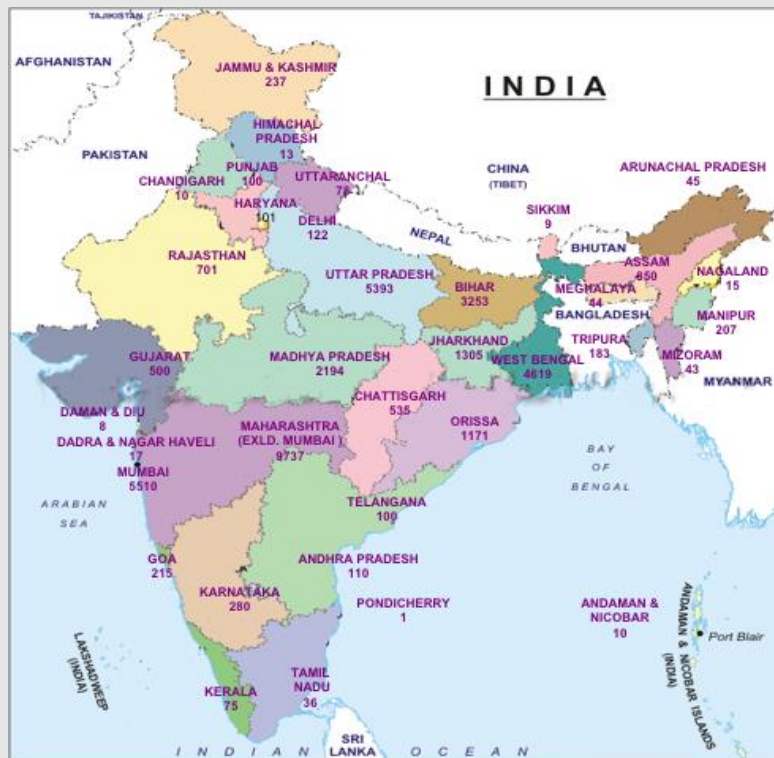 TAJIKISTAN
AFGHANISTAN
JAMMU & KASHMIR
237
INDIA
HIMACHAL
PRADESH
13
PAKISTAN
PUNJAB
100
CHANDIGARH
10
UTTARANCHAL
78
HARYANA
101
DELHI
122
CHINA
(TIBET)
ARUNACHAL PRADESH
45
SIKKIM
9
NEPAL
BHUTAN
RAJASTHAN
701
UTTAR PRADESH
5393
BIHAR
3253
ASSAM
850
NAGALAND
15
MEGHALAYA
44
BANGLADESH
MANIPUR
207
GUJARAT
500
MADHYA PRADESH
2194
JHARKHAND
1305
WEST BENGAL
4619
TRIPURA
183
MIZORAM
43
MYANMAR
CHATTISGARH
535
DAMAN & DIU
8
DADRA & NAGAR HAVELI
17
MUMBAI
5510
MAHARASHTRA
(EXLD. MUMBAI )
9737
ORISSA
1171
BAY
OF
BENGAL
ARABIAN
SEA
TELANGANA
100
GOA
215
KARNATAKA
280
ANDHRA PRADESH
110
PONDICHERRY
1
ANDAMAN &
NICOBAR
10
Port Blair
ANDAMAN & NICOBAR ISLANDS
(INDIA)
LAKSHADWEEP
(INDIA)
KERALA
75
TAMIL
NADU
36
SRI
LANKA
INDIAN OCEAN